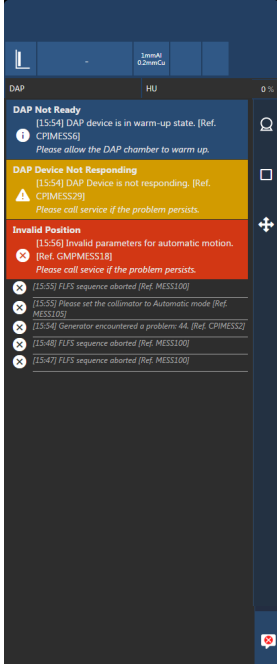 1mmAl
0.2mmCu
-
DAP HU 0 %
DAP Not Ready
[15:54] DAP device is in warm-up state. [Ref.
CPIMESS6]
Please allow the DAP chamber to warm up.
DAP Device Not Responding
[15:54] DAP Device is not responding. [Ref.
CPIMESS29]
Please call service if the problem persists.
Invalid Position
[15:56] Invalid parameters for automatic motion.
[Ref. GMPMESS18]
Please call sevice if the problem persists.
[15:55] FLFS sequence aborted [Ref. MESS100]
[15:55] Please set the collimator to Automatic mode [Ref.
MESS105]
[15:54] Generator encountered a problem: 44. [Ref. CPIMESS2]
[15:48] FLFS sequence aborted [Ref. MESS100]
[15:47] FLFS sequence aborted [Ref. MESS100]